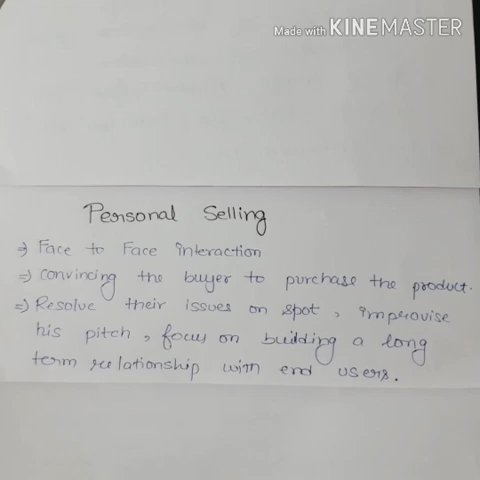 Made with KINEMASTER
Personal Selling
⇒ Face to Face interaction
⇒ convincing the buyer to purchase the product.
⇒ Resolve their issues on spot, improvise
his pitch, focus on building a long
term relationship with end users.